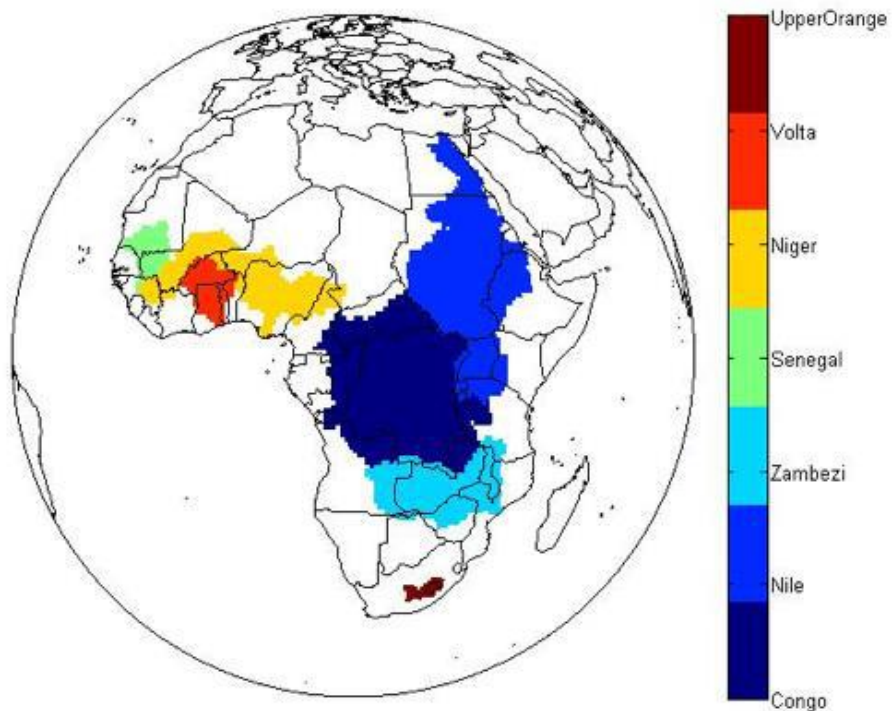 UpperOrange
Volta
Niger
Senegal
Zambezi
Nile
Congo